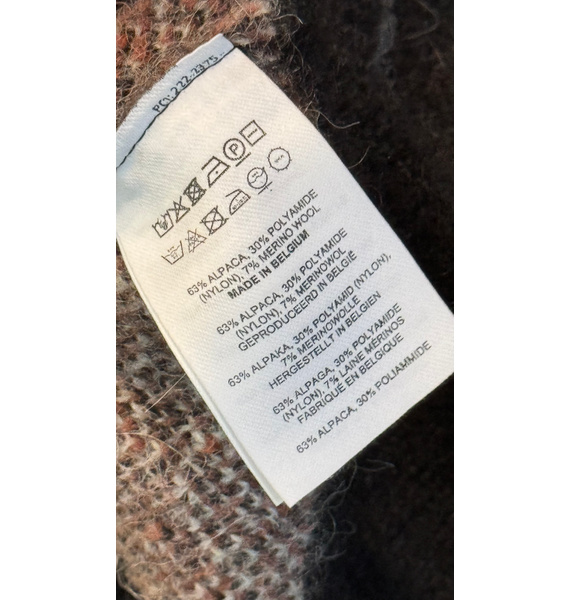 63% ALPACA, 30% POLYAMIDE
(NYLON), 7% MERINO WOOL
MADE IN BELGIUM
63% ALPACA, 30% POLYAMIDE
(NYLON), 7% MERINOWOL
GEPRODUCEERD IN BELGIË
63% ALPAKA, 30% POLYAMID (NYLON),
7% MERINOWOLLE
HERGESTELLT IN BELGIEN
63% ALPAGA, 30% POLYAMIDE
(NYLON), 7% LAINE MÉRINOS
FABRIQUÉ EN BELGIQUE
63% ALPACA, 30% POLIAMMIDE